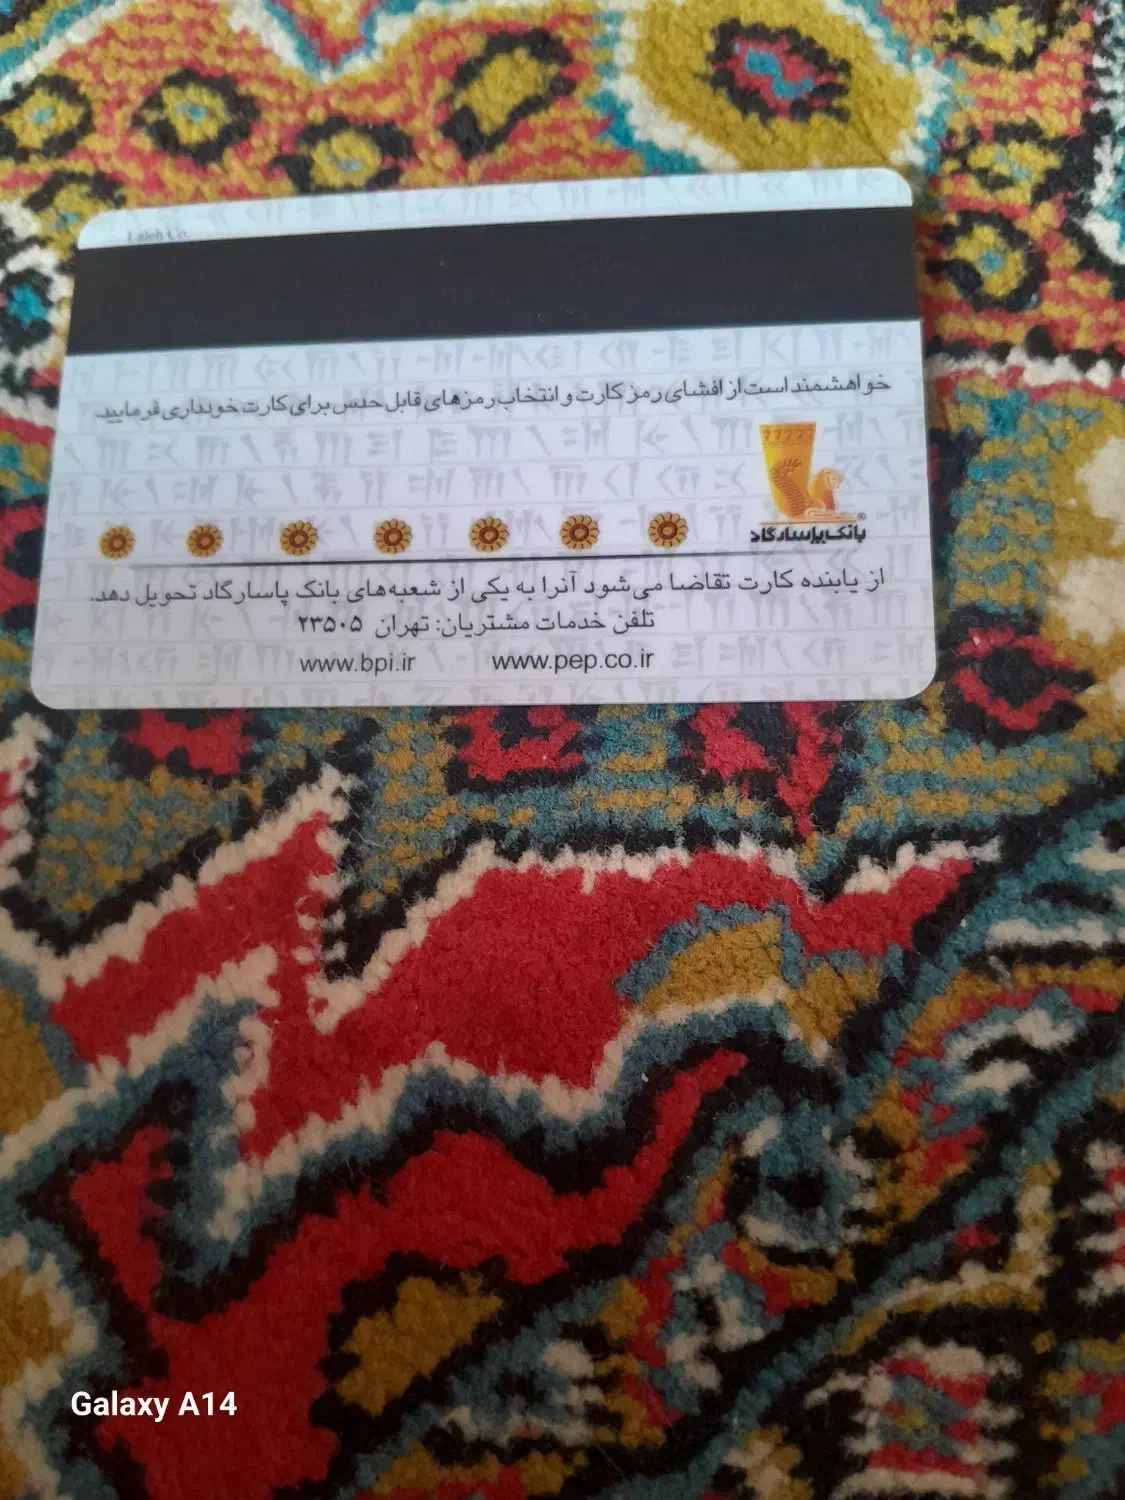 Laleh Co.
خواهشمند است از افشای رمز کارت و انتخاب رمزهای قابل حدس برای کارت خودداری فرمایید.
بانک پاسارگاد
®
از یابنده کارت تقاضا می‌شود آنرا به یکی از شعبه‌های بانک پاسارگاد تحویل دهد.
تلفن خدمات مشتریان: تهران ۲۳۵۰۵
www.bpi.ir www.pep.co.ir
Galaxy A14